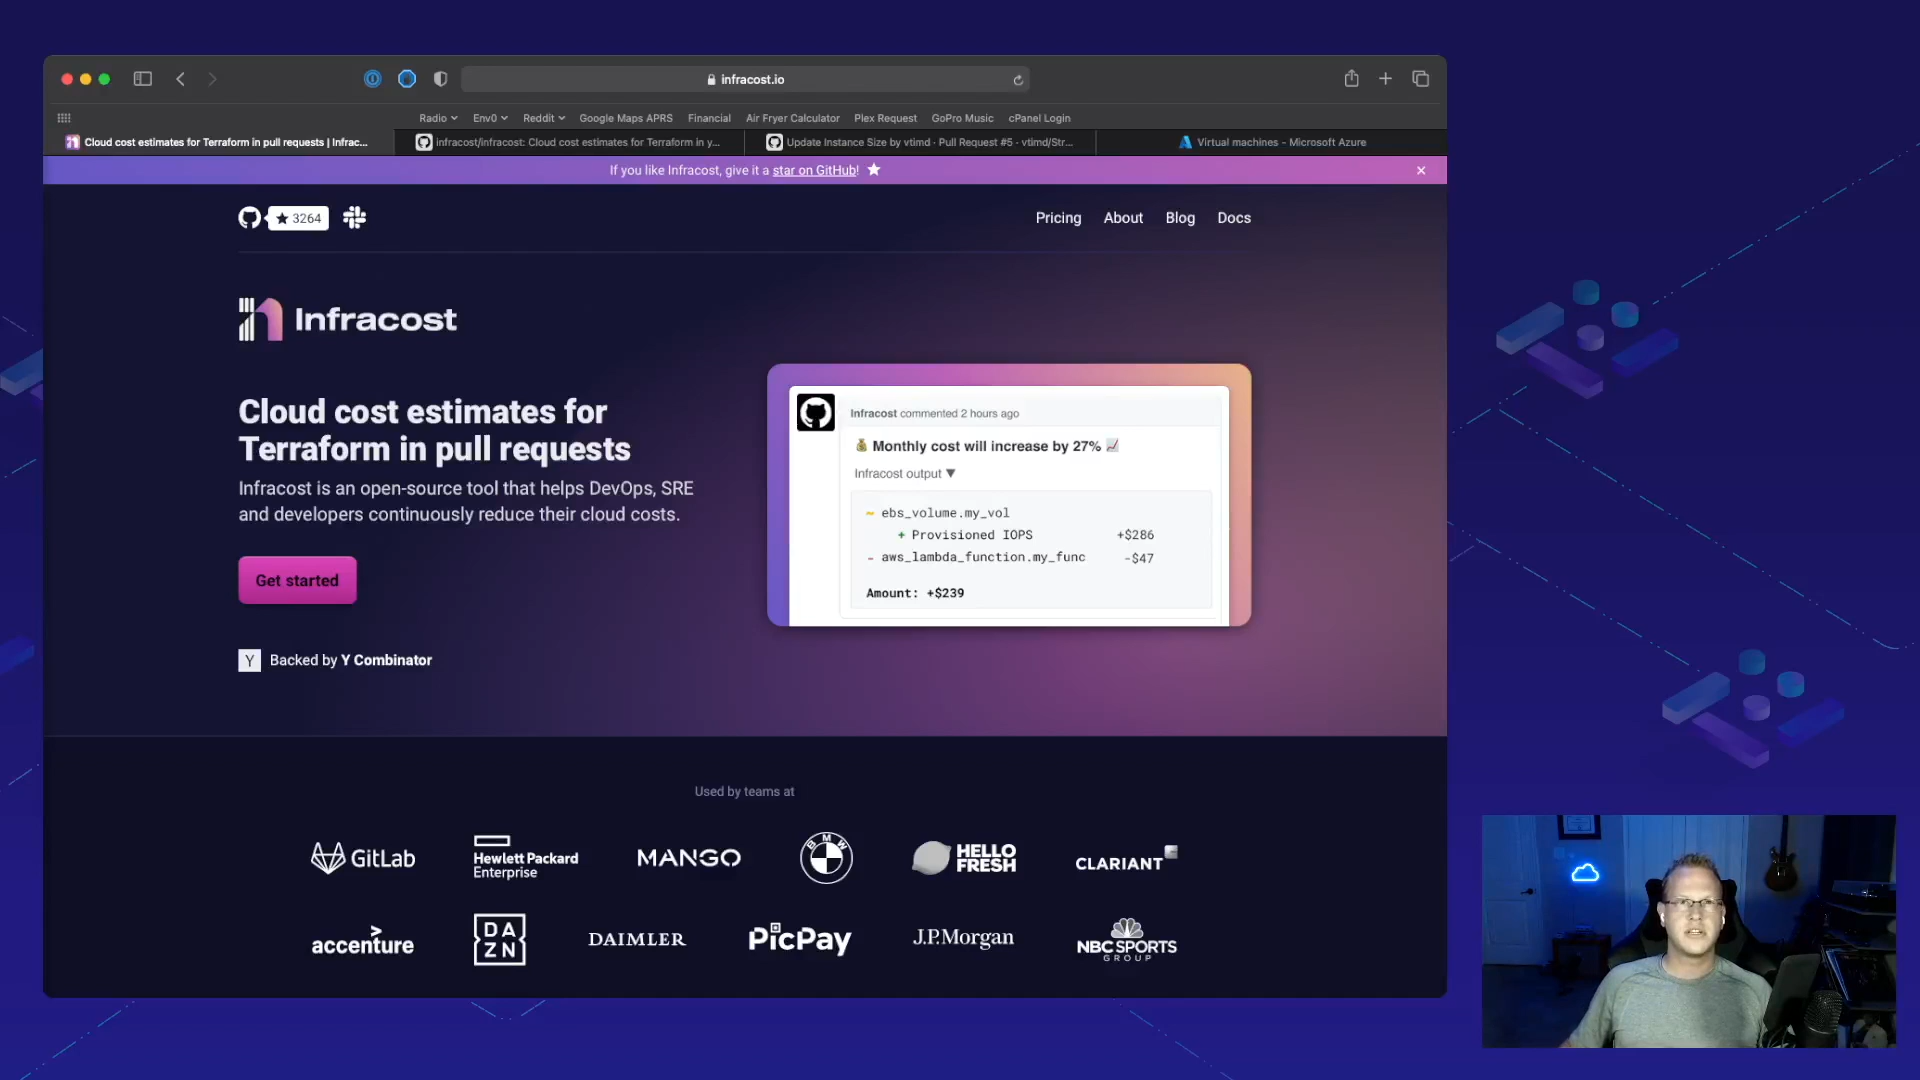 infracost.io
Radio Env0 Reddit Google Maps APRS Financial Air Fryer Calculator Plex Request GoPro Music cPanel Login
Cloud cost estimates for Terraform in pull requests | Infrac...
infracost/infracost: Cloud cost estimates for Terraform in y...
Update Instance Size by vtimd · Pull Request #5 · vtimd/Str...
Virtual machines - Microsoft Azure
If you like Infracost, give it a star on GitHub! ★
★ 3264
Pricing About Blog Docs
Infracost
Cloud cost estimates for
Terraform in pull requests
Infracost is an open-source tool that helps DevOps, SRE
and developers continuously reduce their cloud costs.
Get started
Y Backed by Y Combinator
Infracost commented 2 hours ago
💰 Monthly cost will increase by 27% 📈
Infracost output ▼
~ ebs_volume.my_vol
+ Provisioned IOPS +$286
- aws_lambda_function.my_func -$47
Amount: +$239
Used by teams at
GitLab
Hewlett Packard
Enterprise
MANGO
BMW
HELLO
FRESH
CLARIANT
accenture
DA
ZN
DAIMLER
PicPay
J.P.Morgan
NBC SPORTS
GROUP